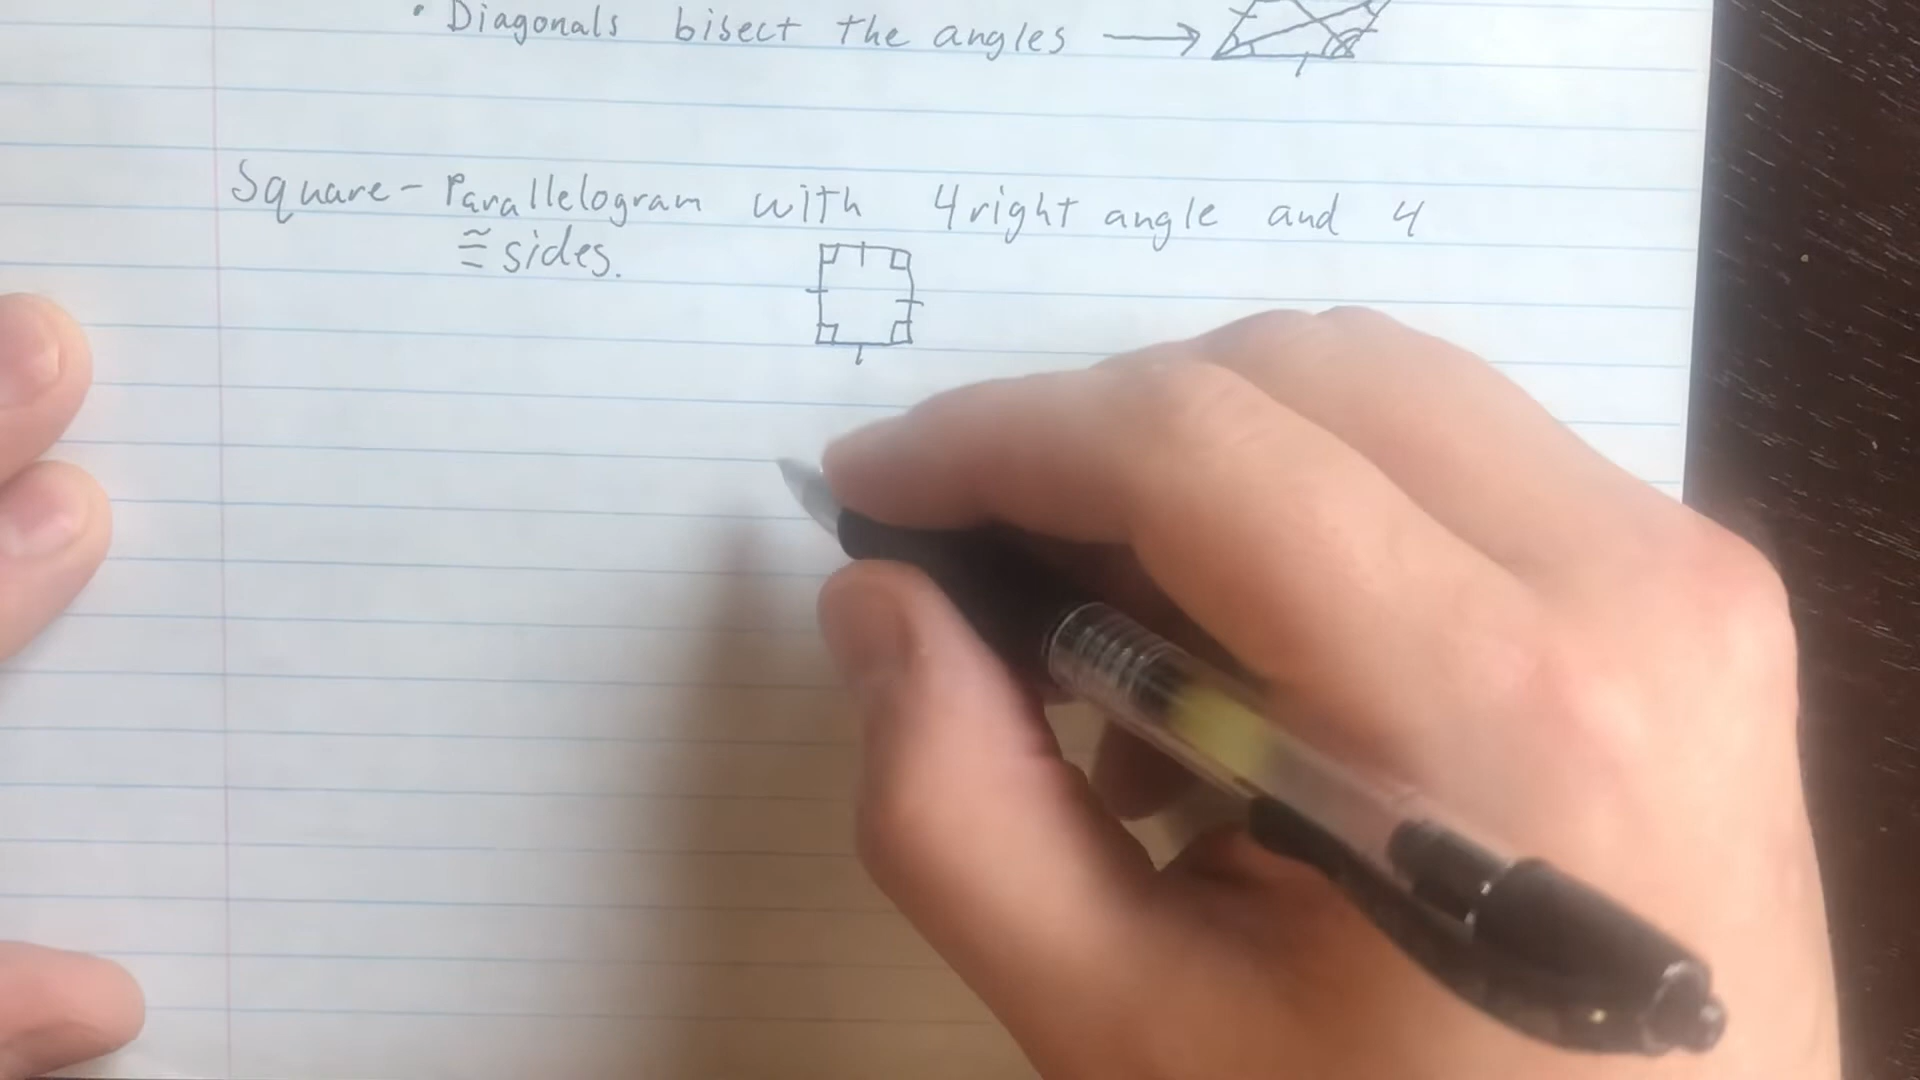 • Diagonals bisect the angles →
Square - Parallelogram with 4 right angle and 4
≅ sides.